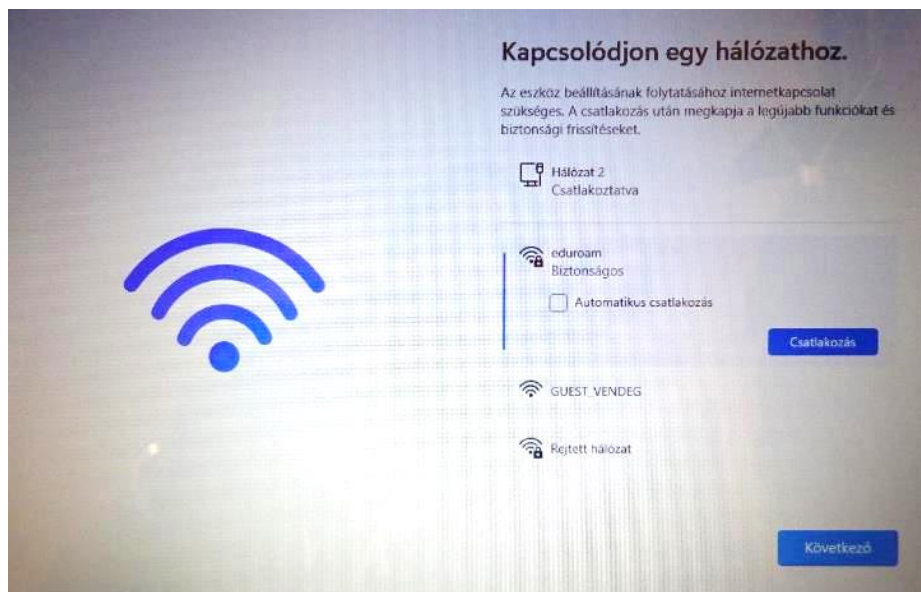 Kapcsolódjon egy hálózathoz.
Az eszköz beállításának folytatásához internetkapcsolat
szükséges. A csatlakozás után megkapja a legújabb funkciókat és
biztonsági frissítéseket.
Hálózat 2
Csatlakoztatva
eduroam
Biztonságos
Automatikus csatlakozás
Csatlakozás
GUEST_VENDEG
Rejtett hálózat
Következő